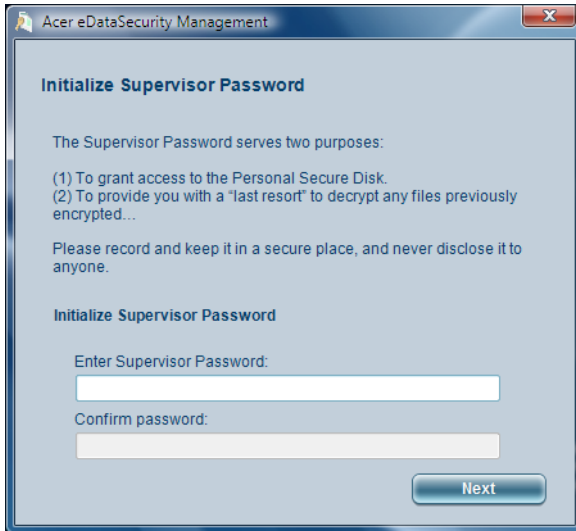 Acer eDataSecurity Management
Initialize Supervisor Password
The Supervisor Password serves two purposes:
(1) To grant access to the Personal Secure Disk.
(2) To provide you with a “last resort” to decrypt any files previously
encrypted...
Please record and keep it in a secure place, and never disclose it to
anyone.
Initialize Supervisor Password
Enter Supervisor Password:
Confirm password:
Next